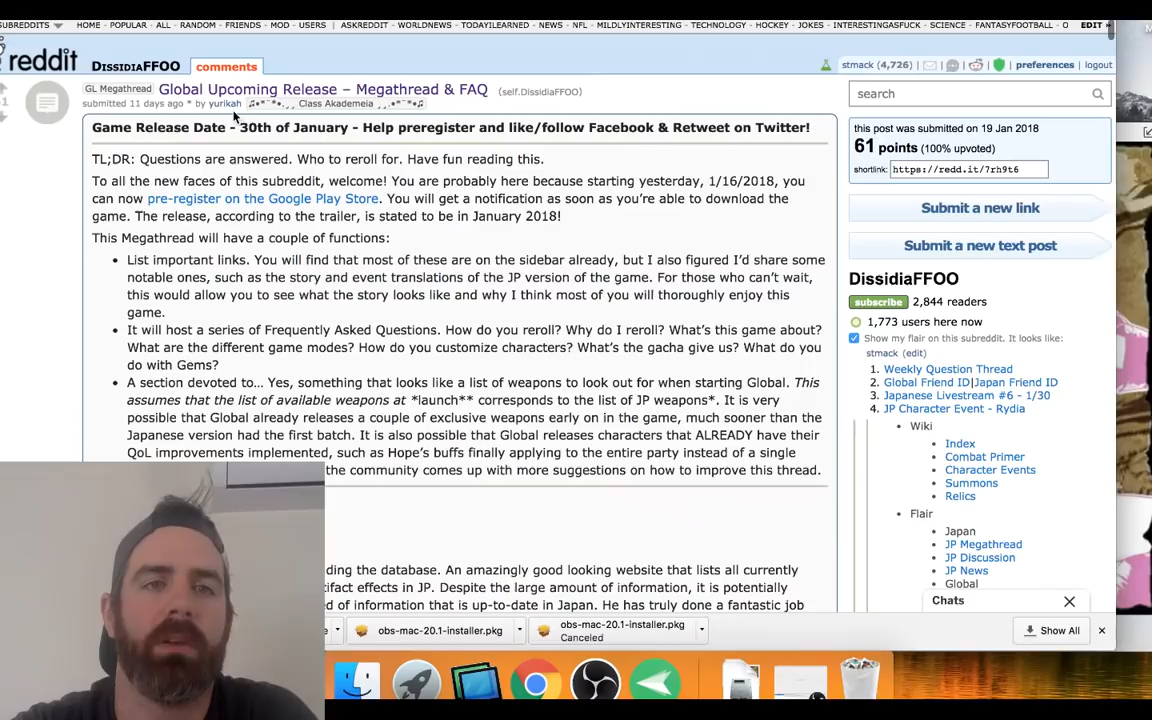 SUBREDDITS HOME - POPULAR - ALL - RANDOM - FRIENDS - MOD - USERS | ASKREDDIT - WORLDNEWS - TODAYILEARNED - NEWS - NFL - MILDLYINTERESTING - TECHNOLOGY - HOCKEY - JOKES - INTERESTINGASFUCK - SCIENCE - FANTASYFOOTBALL - O EDIT »
reddit DISSIDIAFFOO comments
stmack (4,726) preferences logout
GL Megathread Global Upcoming Release – Megathread & FAQ (self.DissidiaFFOO)
submitted 11 days ago * by yurikah Class Akademeia
Game Release Date - 30th of January - Help preregister and like/follow Facebook & Retweet on Twitter!
TL;DR: Questions are answered. Who to reroll for. Have fun reading this.
To all the new faces of this subreddit, welcome! You are probably here because starting yesterday, 1/16/2018, you
can now pre-register on the Google Play Store. You will get a notification as soon as you're able to download the
game. The release, according to the trailer, is stated to be in January 2018!
This Megathread will have a couple of functions:
• List important links. You will find that most of these are on the sidebar already, but I also figured I'd share some
notable ones, such as the story and event translations of the JP version of the game. For those who can't wait,
this would allow you to see what the story looks like and why I think most of you will thoroughly enjoy this
game.
• It will host a series of Frequently Asked Questions. How do you reroll? Why do I reroll? What's this game about?
What are the different game modes? How do you customize characters? What's the gacha give us? What do you
do with Gems?
• A section devoted to... Yes, something that looks like a list of weapons to look out for when starting Global. This
assumes that the list of available weapons at *launch** corresponds to the list of JP weapons*. It is very
possible that Global already releases a couple of exclusive weapons early on in the game, much sooner than the
Japanese version had the first batch. It is also possible that Global releases characters that ALREADY have their
QoL improvements implemented, such as Hope's buffs finally applying to the entire party instead of a single
the community comes up with more suggestions on how to improve this thread.
ding the database. An amazingly good looking website that lists all currently
tifact effects in JP. Despite the large amount of information, it is potentially
ed of information that is up-to-date in Japan. He has truly done a fantastic job
search
this post was submitted on 19 Jan 2018
61 points (100% upvoted)
shortlink: https://redd.it/7rh9t6
Submit a new link
Submit a new text post
DissidiaFFOO
subscribe 2,844 readers
1,773 users here now
Show my flair on this subreddit. It looks like:
stmack (edit)
1. Weekly Question Thread
2. Global Friend ID|Japan Friend ID
3. Japanese Livestream #6 - 1/30
4. JP Character Event - Rydia
• Wiki
• Index
• Combat Primer
• Character Events
• Summons
• Relics
• Flair
• Japan
• JP Megathread
• JP Discussion
• JP News
• Global
Chats
obs-mac-20.1-installer.pkg
obs-mac-20.1-installer.pkg
Canceled
Show All